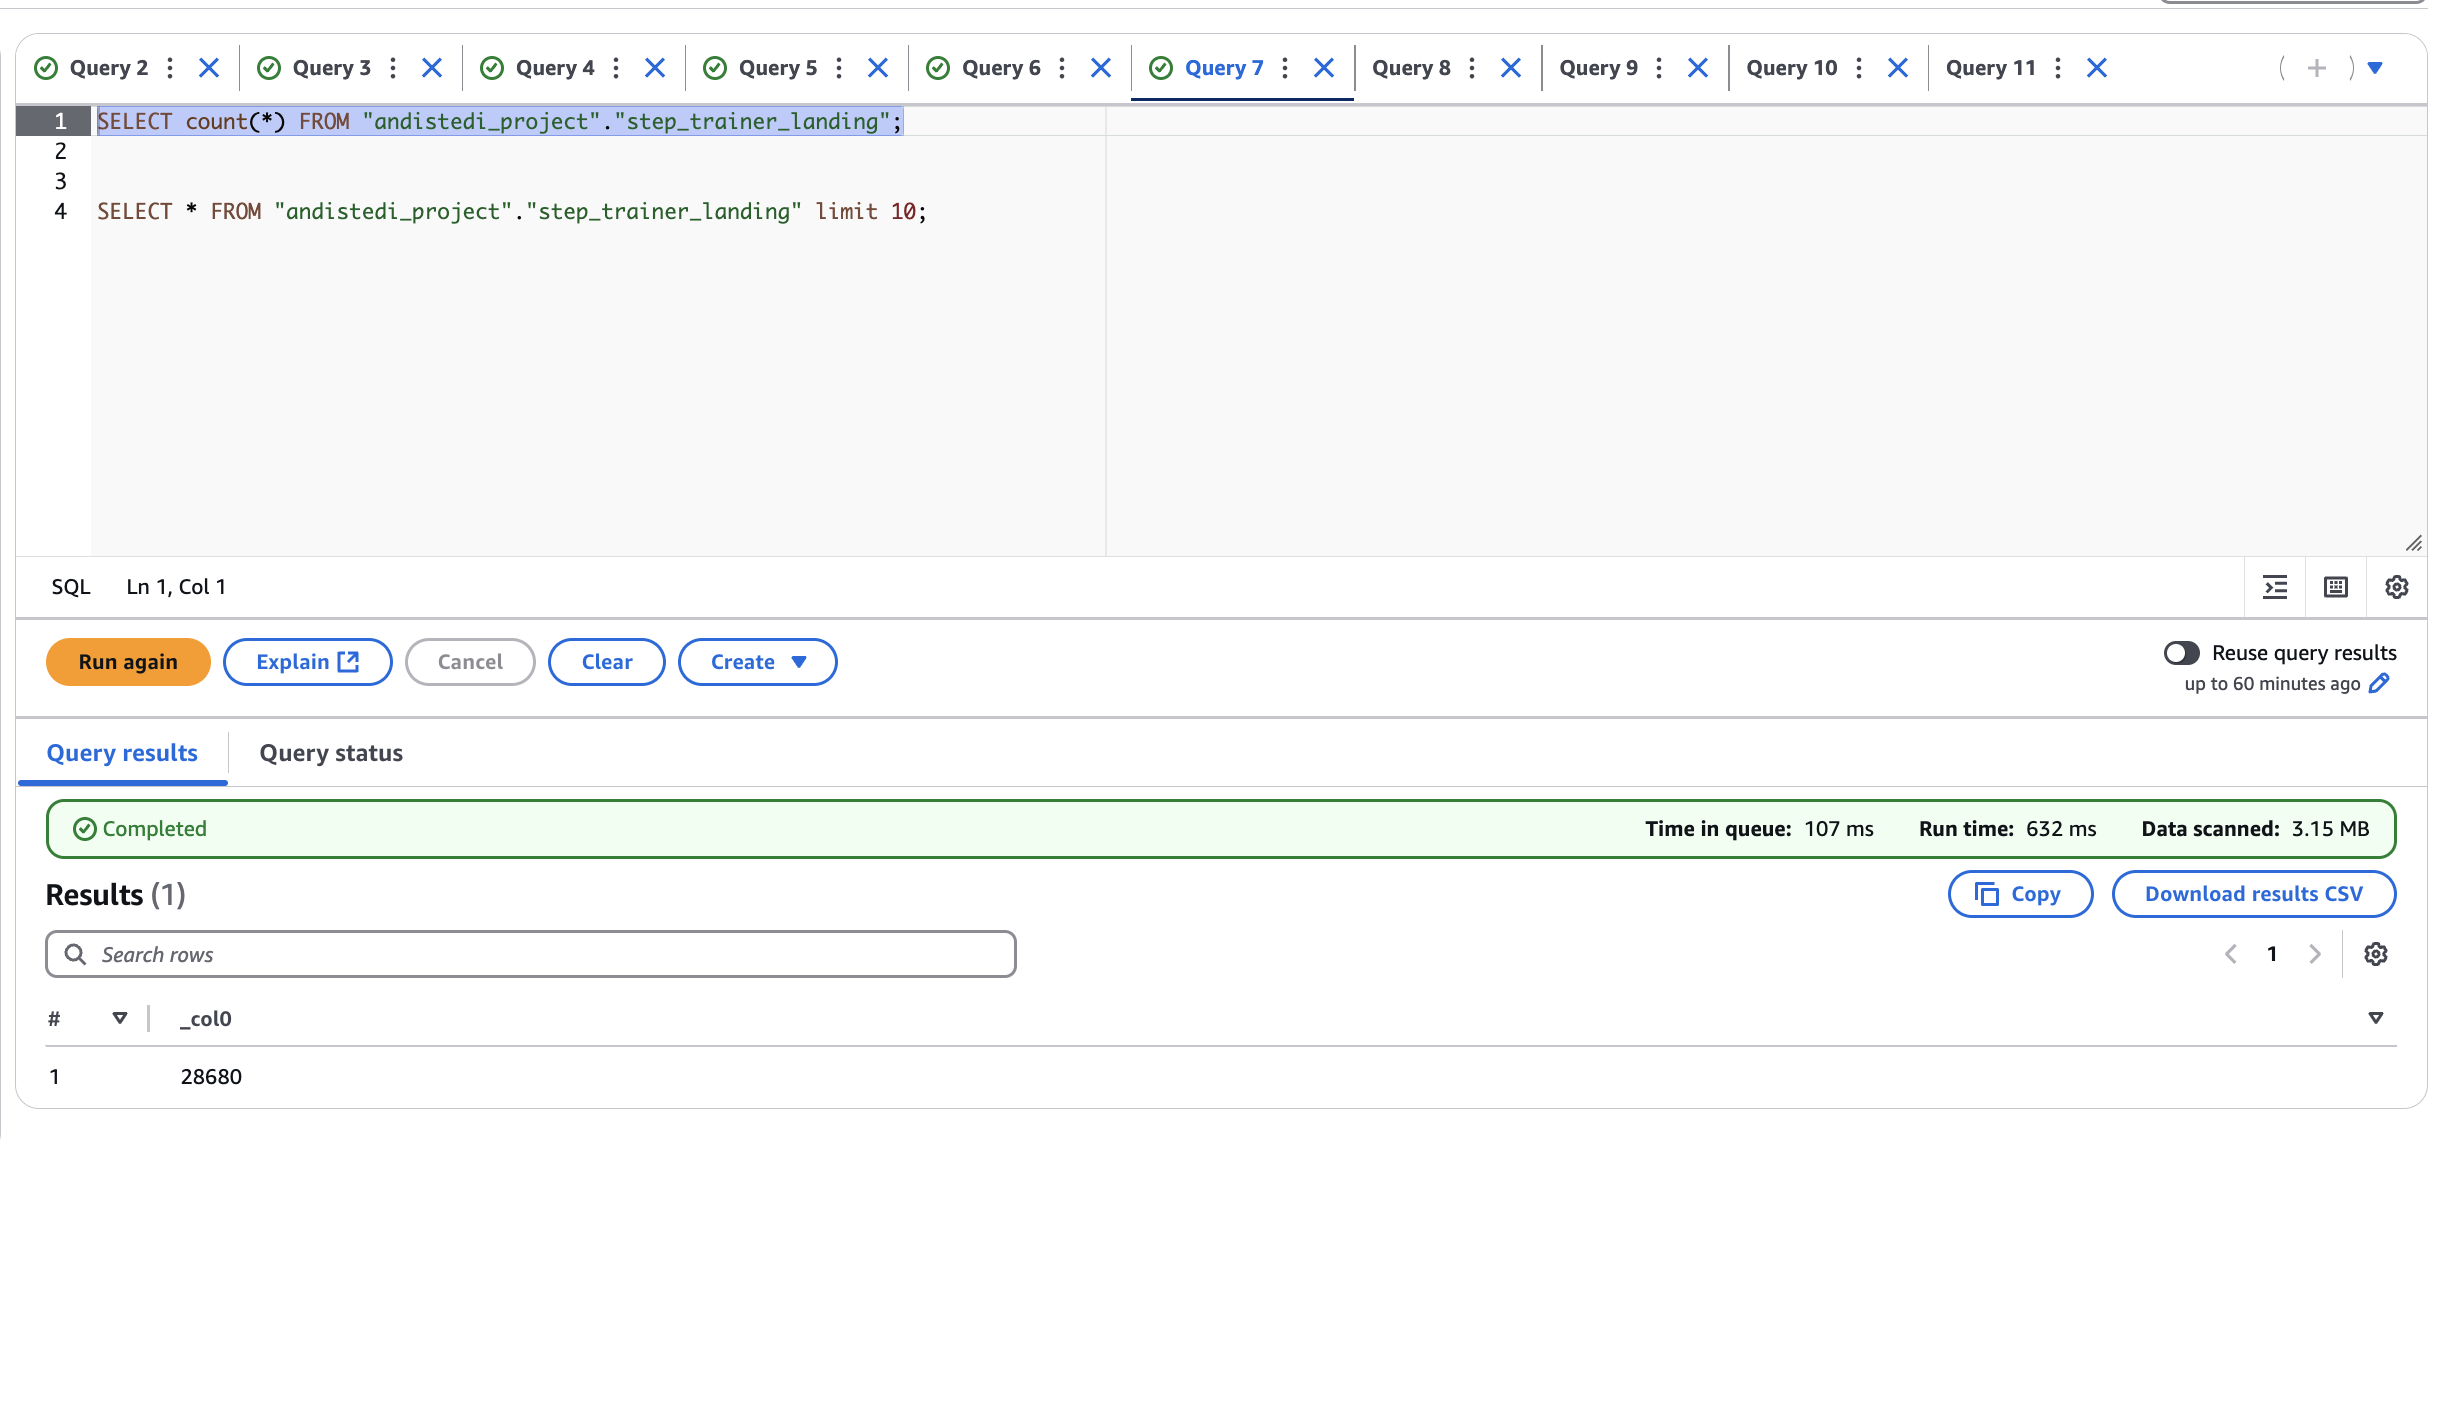 Query 2 Query 3 Query 4 Query 5 Query 6 Query 7 Query 8 Query 9 Query 10 Query 11
1 SELECT count(*) FROM "andistedi_project"."step_trainer_landing";
2
3
4 SELECT * FROM "andistedi_project"."step_trainer_landing" limit 10;
SQL Ln 1, Col 1
Run again Explain Cancel Clear Create Reuse query results
up to 60 minutes ago
Query results Query status
Completed Time in queue: 107 ms Run time: 632 ms Data scanned: 3.15 MB
Results (1) Copy Download results CSV
Search rows 1
# _col0
1 28680